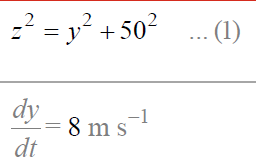 z² = y² + 50² ... (1)
dy/dt = 8 m s⁻¹